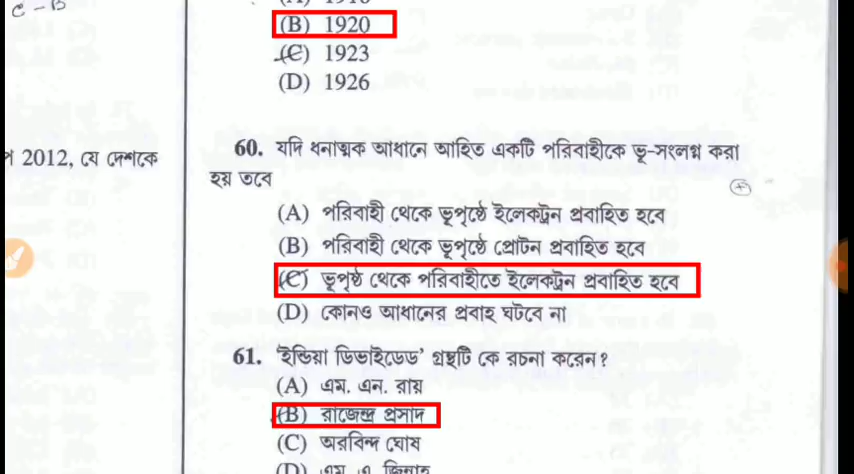 c - B
(B) 1920
(C) 1923
(D) 1926
2012, যে দেশকে
60. যদি ধনাত্মক আধানে আহিত একটি পরিবাহীকে ভূ-সংলগ্ন করা
হয় তবে
(A) পরিবাহী থেকে ভূপৃষ্ঠে ইলেকট্রন প্রবাহিত হবে
(B) পরিবাহী থেকে ভূপৃষ্ঠে প্রোটন প্রবাহিত হবে
(C) ভূপৃষ্ঠ থেকে পরিবাহীতে ইলেকট্রন প্রবাহিত হবে
(D) কোনও আধানের প্রবাহ ঘটবে না
61. 'ইন্ডিয়া ডিভাইডেড' গ্রন্থটি কে রচনা করেন?
(A) এম. এন. রায়
(B) রাজেন্দ্র প্রসাদ
(C) অরবিন্দ ঘোষ
(D) এম. এ. জিন্নাহ